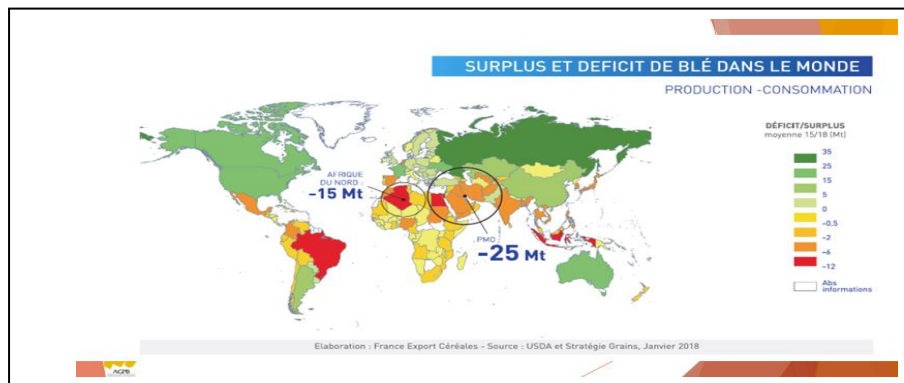 SURPLUS ET DEFICIT DE BLÉ DANS LE MONDE
PRODUCTION -CONSOMMATION
DÉFICIT/SURPLUS
moyenne 15/18 (Mt)
35
25
15
5
0
-0,5
-2
-6
-12
Abs
informations
AFRIQUE
DU NORD :
-15 Mt
PMO :
-25 Mt
Elaboration : France Export Céréales - Source : USDA et Stratégie Grains, Janvier 2018
AGPB